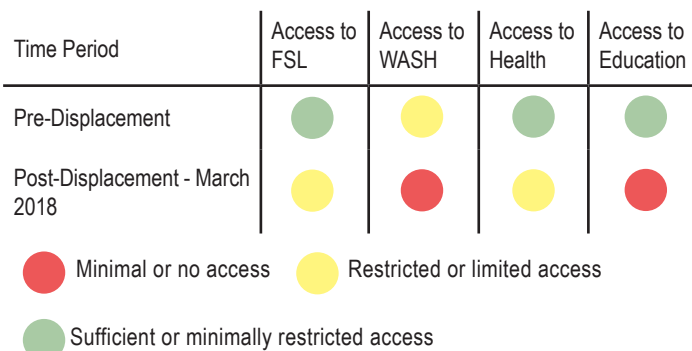 Time Period
Access to
FSL
Access to
WASH
Access to
Health
Access to
Education
Pre-Displacement
Post-Displacement - March
2018
Minimal or no access
Restricted or limited access
Sufficient or minimally restricted access